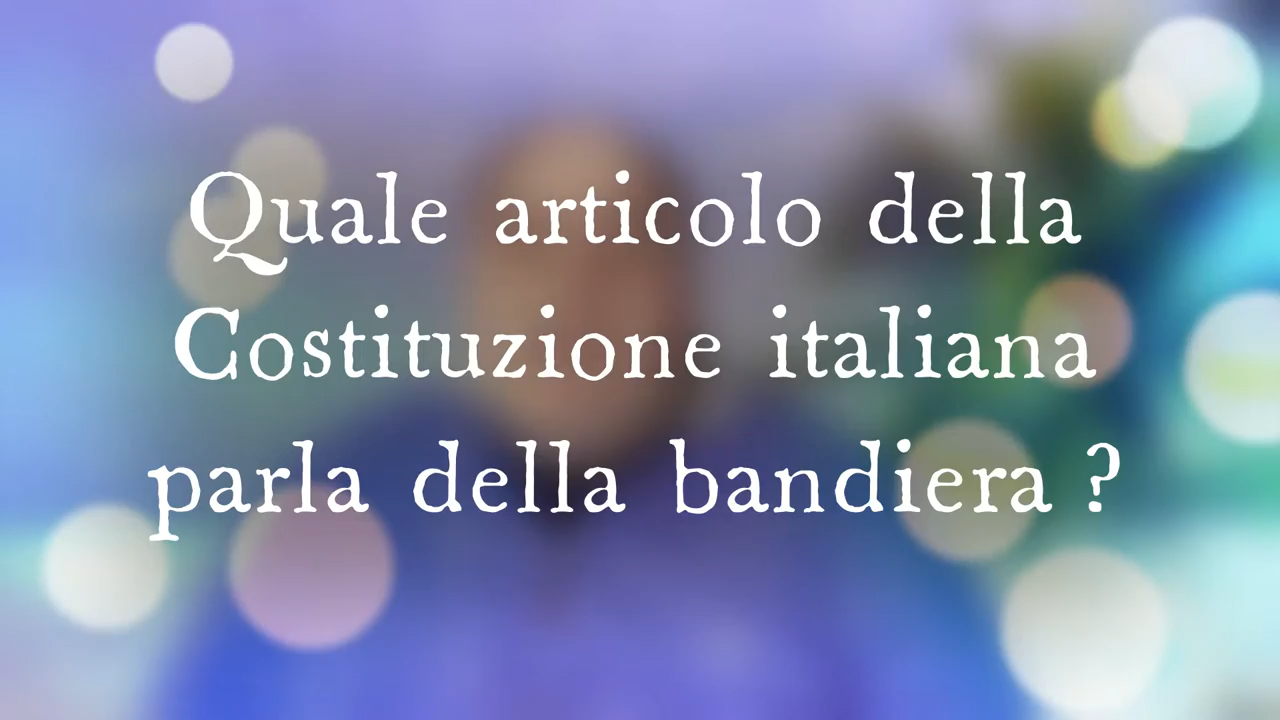 Quale articolo della
Costituzione italiana
parla della bandiera ?